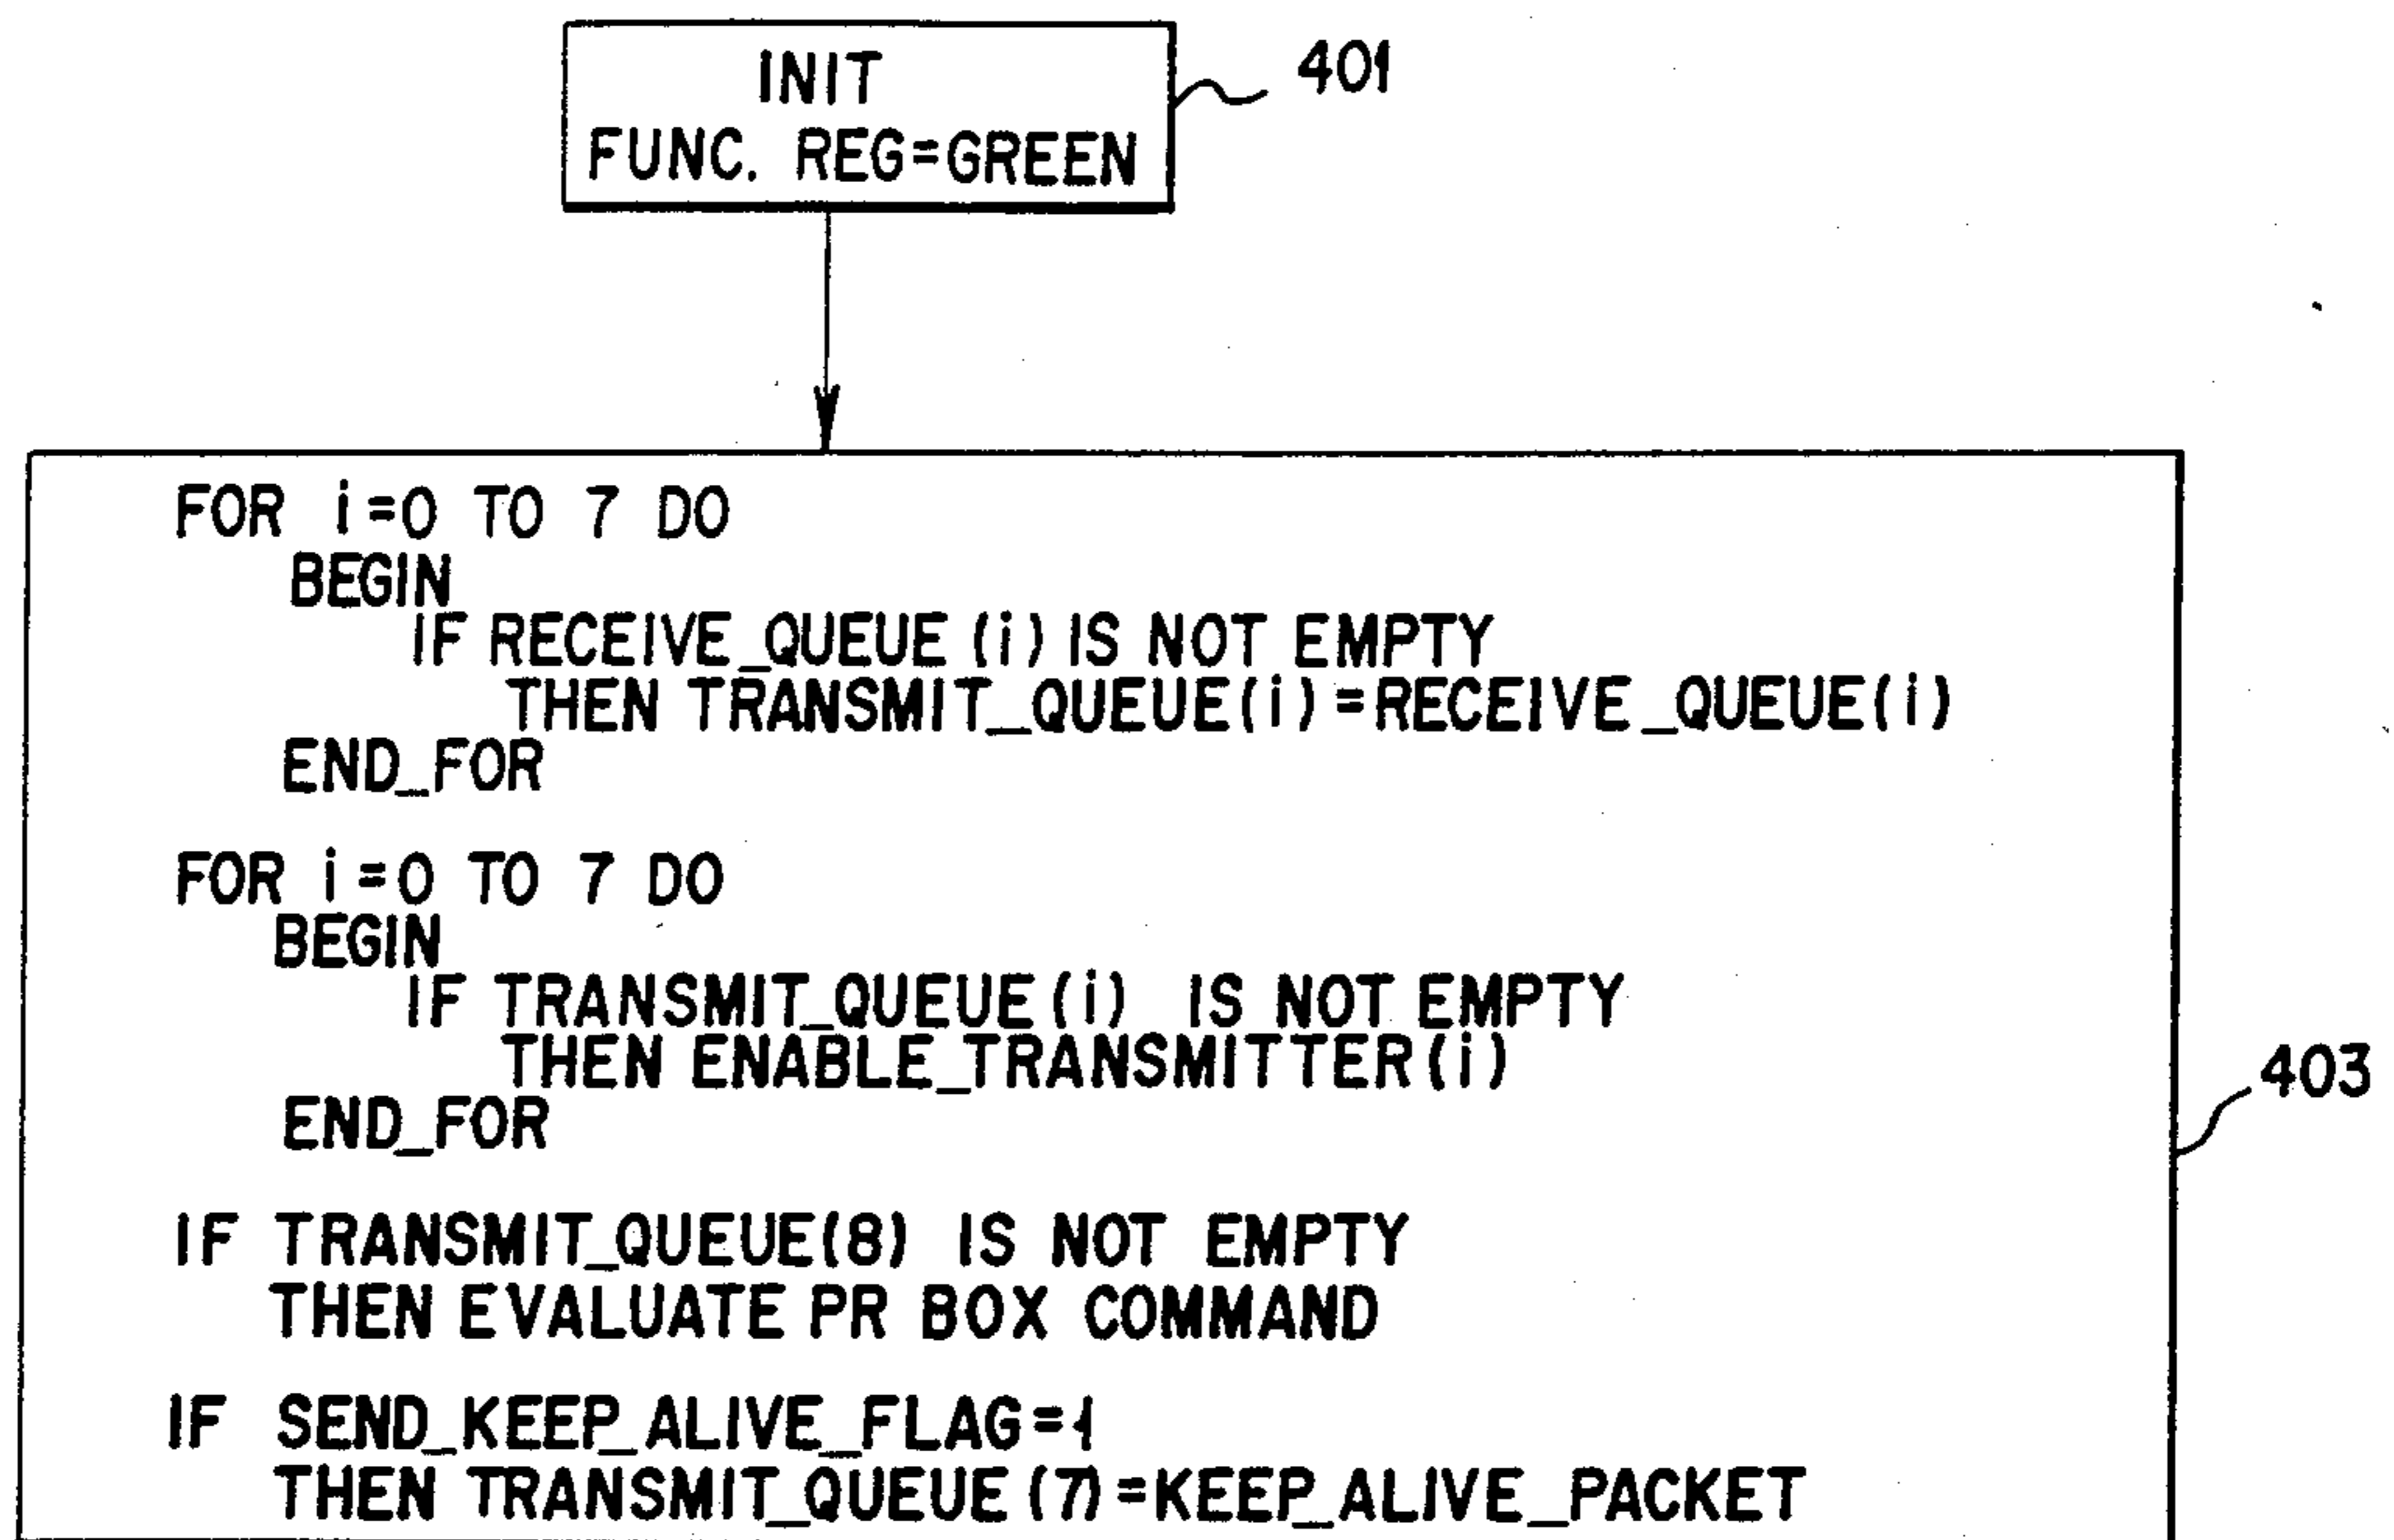 INIT
FUNC. REG=GREEN
401
FOR i=0 TO 7 DO
BEGIN
IF RECEIVE_QUEUE (i) IS NOT EMPTY
THEN TRANSMIT_QUEUE(i)=RECEIVE_QUEUE(i)
END_FOR
FOR i=0 TO 7 DO
BEGIN
IF TRANSMIT_QUEUE(i) IS NOT EMPTY
THEN ENABLE_TRANSMITTER(i)
END_FOR
403
IF TRANSMIT_QUEUE(8) IS NOT EMPTY
THEN EVALUATE PR BOX COMMAND
IF SEND_KEEP_ALIVE_FLAG=1
THEN TRANSMIT_QUEUE(7)=KEEP_ALIVE_PACKET